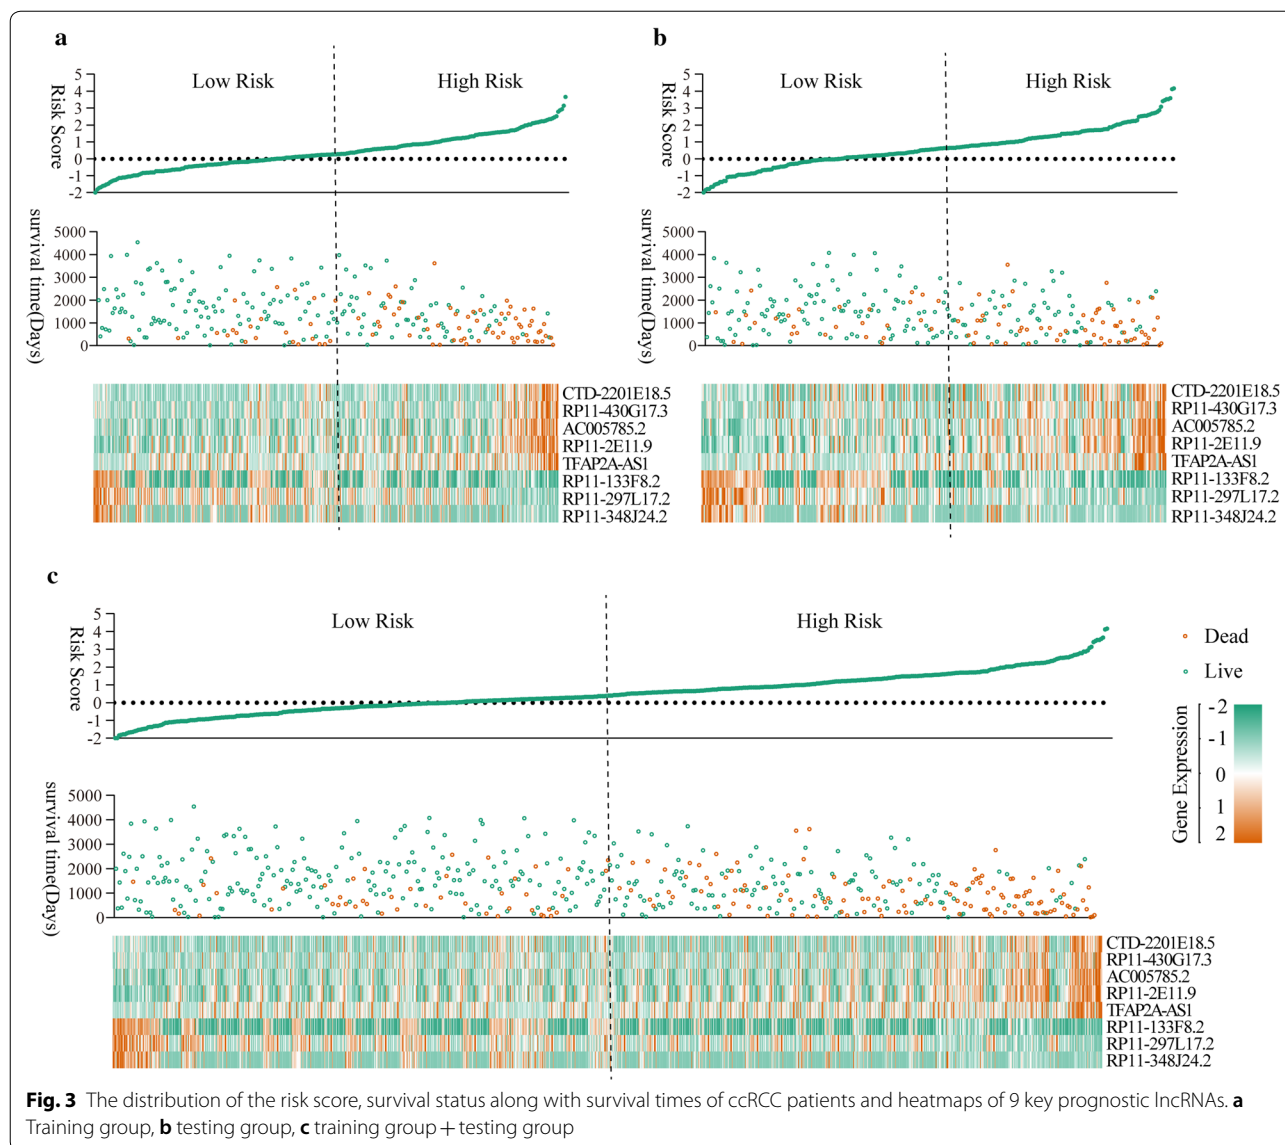 a
Low Risk
High Risk
Risk Score
5
4
3
2
1
0
-1
-2
survival time(Days)
5000
4000
3000
2000
1000
0
CTD-2201E18.5
RP11-430G17.3
AC005785.2
RP11-2E11.9
TFAP2A-AS1
RP11-133F8.2
RP11-297L17.2
RP11-348J24.2
b
Low Risk
High Risk
Risk Score
5
4
3
2
1
0
-1
-2
survival time(Days)
5000
4000
3000
2000
1000
0
CTD-2201E18.5
RP11-430G17.3
AC005785.2
RP11-2E11.9
TFAP2A-AS1
RP11-133F8.2
RP11-297L17.2
RP11-348J24.2
c
Low Risk
High Risk
Risk Score
5
4
3
2
1
0
-1
-2
survival time(Days)
5000
4000
3000
2000
1000
0
CTD-2201E18.5
RP11-430G17.3
AC005785.2
RP11-2E11.9
TFAP2A-AS1
RP11-133F8.2
RP11-297L17.2
RP11-348J24.2
Dead
Live
Gene Expression
-2
-1
0
1
2
Fig. 3 The distribution of the risk score, survival status along with survival times of ccRCC patients and heatmaps of 9 key prognostic lncRNAs. a
Training group, b testing group, c training group + testing group